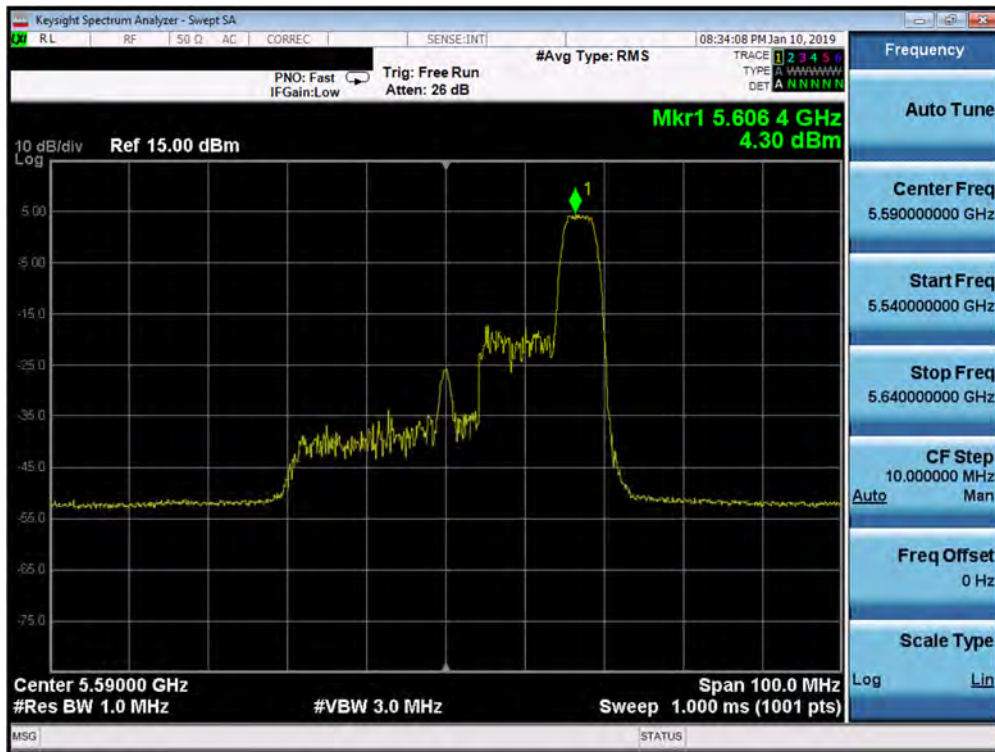 Keysight Spectrum Analyzer - Swept SA
LXI RL RF 50 Ω AC CORREC SENSE:INT 08:34:08 PM Jan 10, 2019
#Avg Type: RMS
TRACE 1 2 3 4 5 6
PNO: Fast Trig: Free Run
TYPE A WWWWW
IFGain:Low Atten: 26 dB
DET A N N N N N
Mkr1 5.606 4 GHz
4.30 dBm
10 dB/div Ref 15.00 dBm
Log
1
5.00
-5.00
-15.0
-25.0
-35.0
-45.0
-55.0
-65.0
-75.0
Center 5.59000 GHz Span 100.0 MHz
#Res BW 1.0 MHz #VBW 3.0 MHz Sweep 1.000 ms (1001 pts)
MSG STATUS
Frequency
Auto Tune
Center Freq
5.590000000 GHz
Start Freq
5.540000000 GHz
Stop Freq
5.640000000 GHz
CF Step
10.000000 MHz
Auto Man
Freq Offset
0 Hz
Scale Type
Log Lin